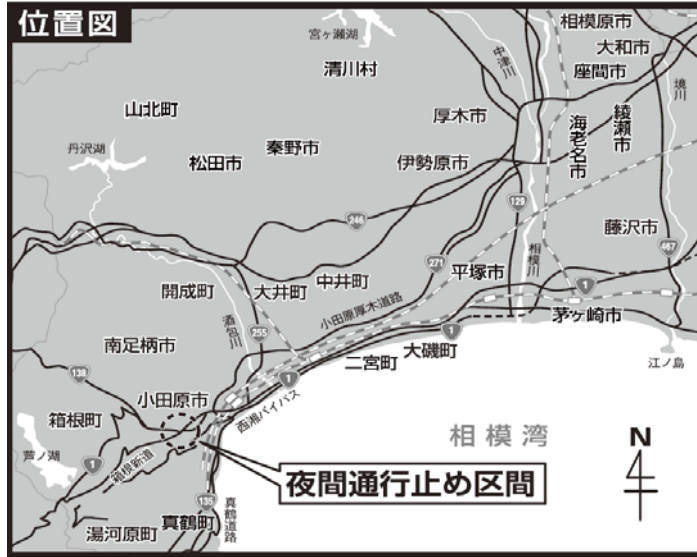 位置図
宮ヶ瀬湖
相模原市
大和市
清川村
中津川
座間市
境川
山北町
厚木市
綾瀬市
海老名市
丹沢湖
秦野市
松田市
伊勢原市
129
246
藤沢市
467
271
平塚市
相模川
開成町
大井町
中井町
小田原厚木道路
1
茅ヶ崎市
酒匂川
255
1
南足柄市
大磯町
二宮町
江ノ島
138
1
小田原市
西湘バイパス
箱根町
相模湾
N
芦ノ湖
1
箱根新道
夜間通行止め区間
135
真鶴町
真鶴道路
湯河原町